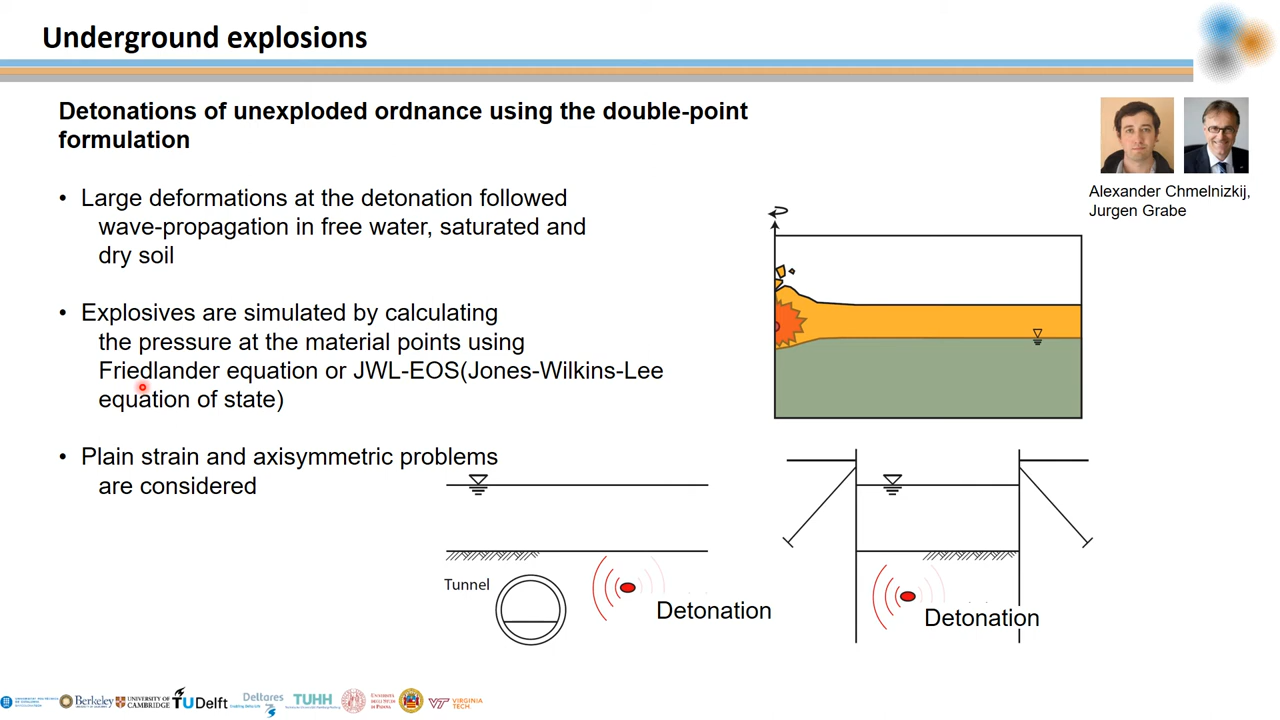 Underground explosions
Detonations of unexploded ordnance using the double-point
formulation
• Large deformations at the detonation followed
wave-propagation in free water, saturated and
dry soil
• Explosives are simulated by calculating
the pressure at the material points using
Friedlander equation or JWL-EOS(Jones-Wilkins-Lee
equation of state)
• Plain strain and axisymmetric problems
are considered
Alexander Chmelnizkij,
Jurgen Grabe
Tunnel
Detonation
Detonation
Berkeley
UNIVERSITY OF
CAMBRIDGE
TU Delft
Deltares
TUHH
VT VIRGINIA
TECH